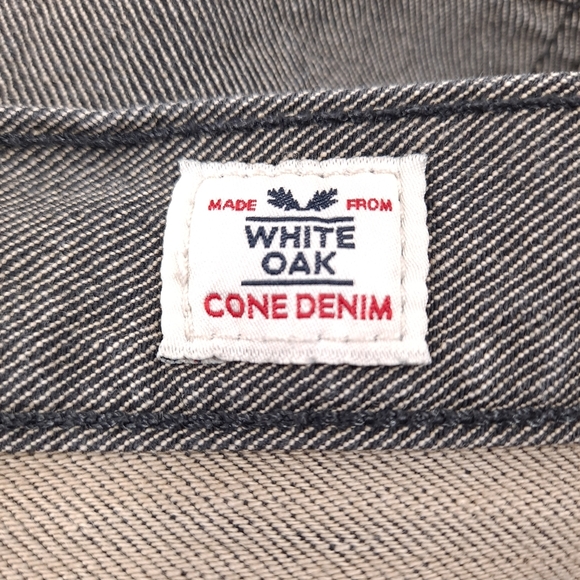 MADE FROM
WHITE
OAK
CONE DENIM